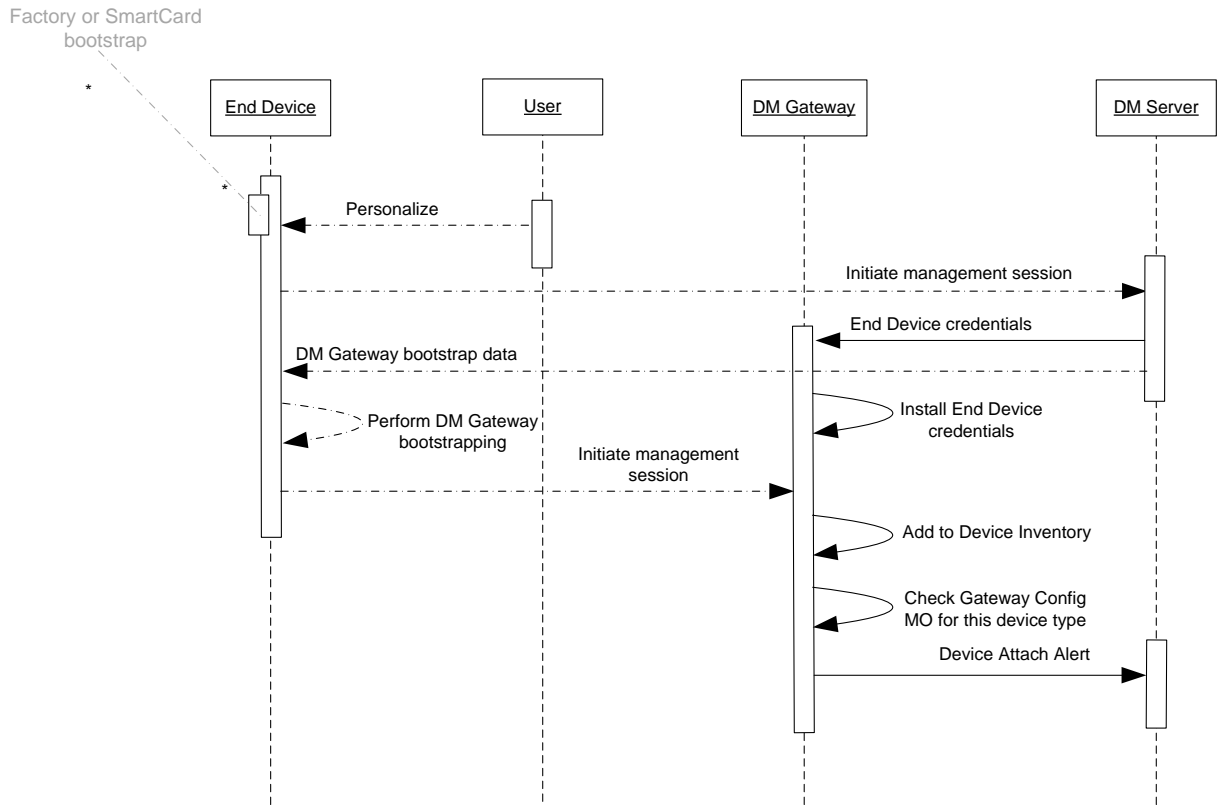 Factory or SmartCard
bootstrap
*
End Device
User
DM Gateway
DM Server
*
Personalize
Initiate management session
End Device credentials
DM Gateway bootstrap data
Install End Device
credentials
Perform DM Gateway
bootstrapping
Initiate management
session
Add to Device Inventory
Check Gateway Config
MO for this device type
Device Attach Alert